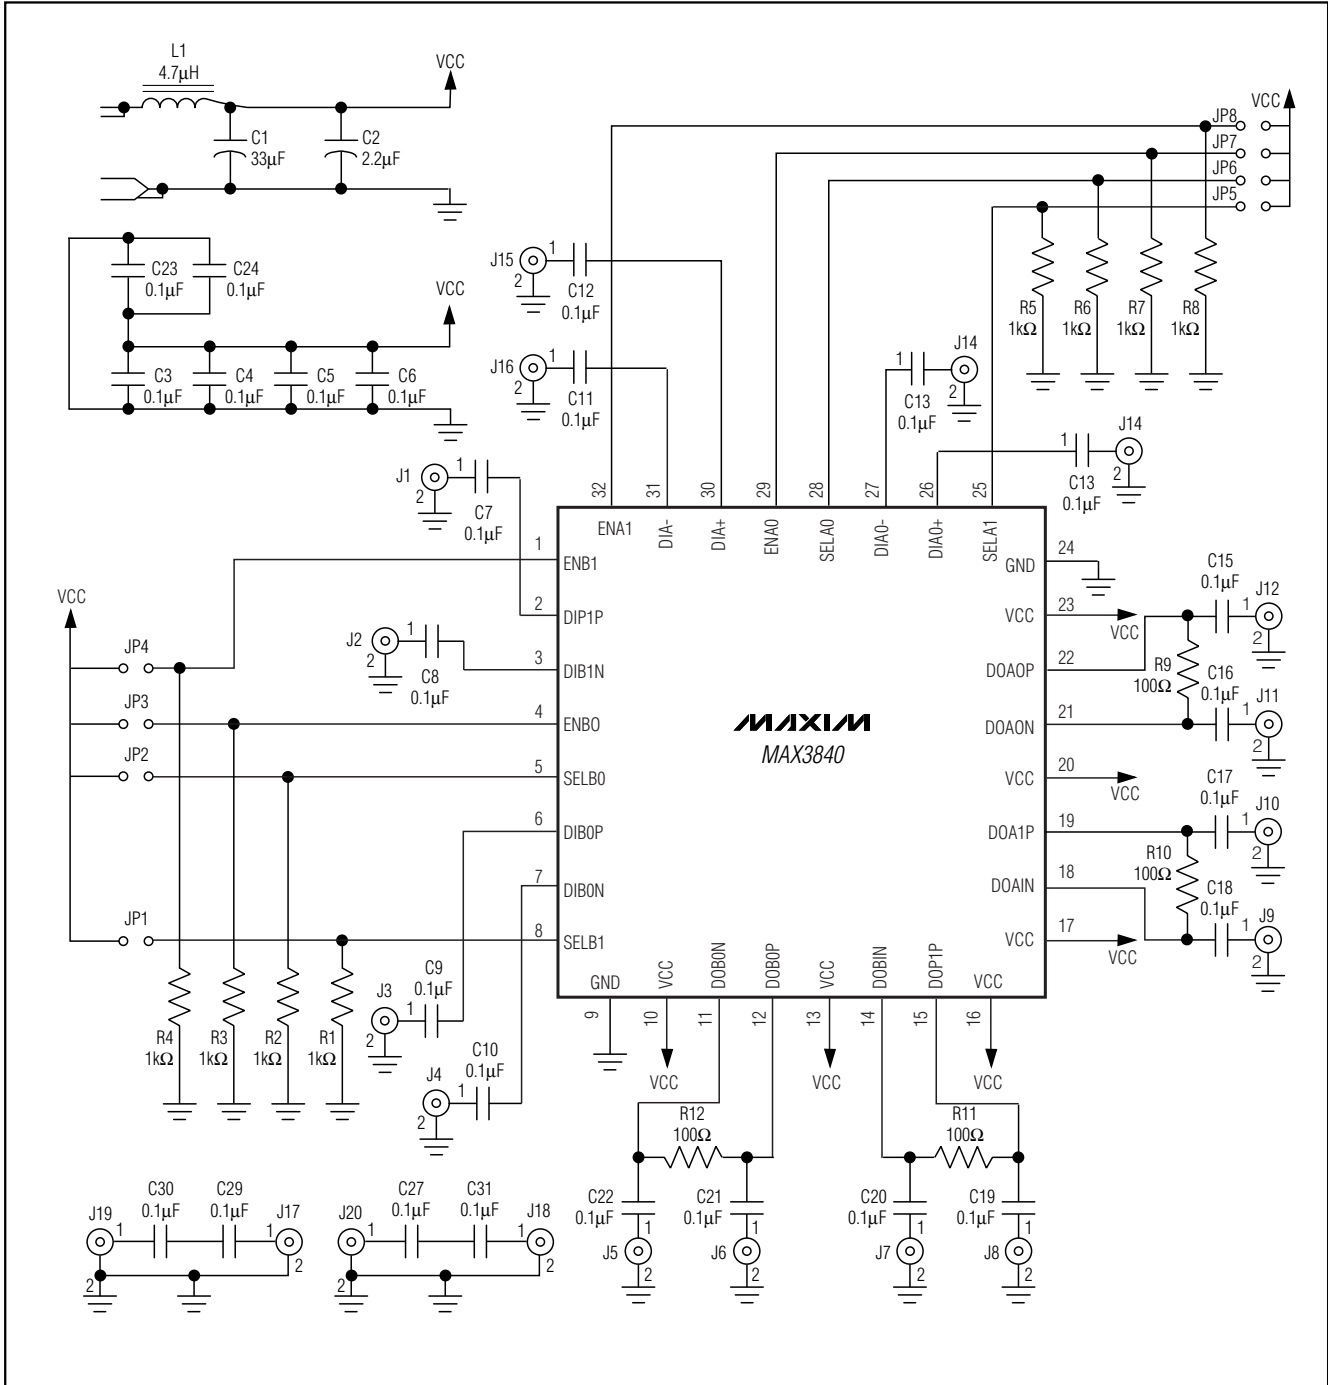 L1
4.7µH
VCC
C1
33µF
C2
2.2µF
C23
0.1µF
C24
0.1µF
VCC
C3
0.1µF
C4
0.1µF
C5
0.1µF
C6
0.1µF
VCC
JP8
JP7
JP6
JP5
R5
1kΩ
R6
1kΩ
R7
1kΩ
R8
1kΩ
J15
1
2
C12
0.1µF
J16
1
2
C11
0.1µF
J14
1
2
C13
0.1µF
J14
1
2
C13
0.1µF
J1
1
2
C7
0.1µF
J2
1
2
C8
0.1µF
32
31
30
29
28
27
26
25
ENA1
DIA-
DIA+
ENA0
SELA0
DIA0-
DIA0+
SELA1
1
ENB1
2
DIP1P
3
DIB1N
4
ENBO
5
SELB0
6
DIB0P
7
DIB0N
8
SELB1
VCC
JP4
JP3
JP2
JP1
R4
1kΩ
R3
1kΩ
R2
1kΩ
R1
1kΩ
MAXIM
MAX3840
GND
24
VCC
23
VCC
DOAOP
22
DOAON
21
VCC
20
VCC
DOA1P
19
DOAIN
18
VCC
17
VCC
R9
100Ω
R10
100Ω
C15
0.1µF
1
J12
2
C16
0.1µF
1
J11
2
C17
0.1µF
1
J10
2
C18
0.1µF
1
J9
2
GND
VCC
DOB0N
DOB0P
VCC
DOBIN
DOP1P
VCC
9
10
11
12
13
14
15
16
VCC
VCC
VCC
J3
1
2
C9
0.1µF
J4
1
2
C10
0.1µF
R12
100Ω
R11
100Ω
C22
0.1µF
1
J5
2
C21
0.1µF
1
J6
2
C20
0.1µF
1
J7
2
C19
0.1µF
1
J8
2
J19
1
2
C30
0.1µF
C29
0.1µF
J17
1
2
J20
1
2
C27
0.1µF
C31
0.1µF
J18
1
2